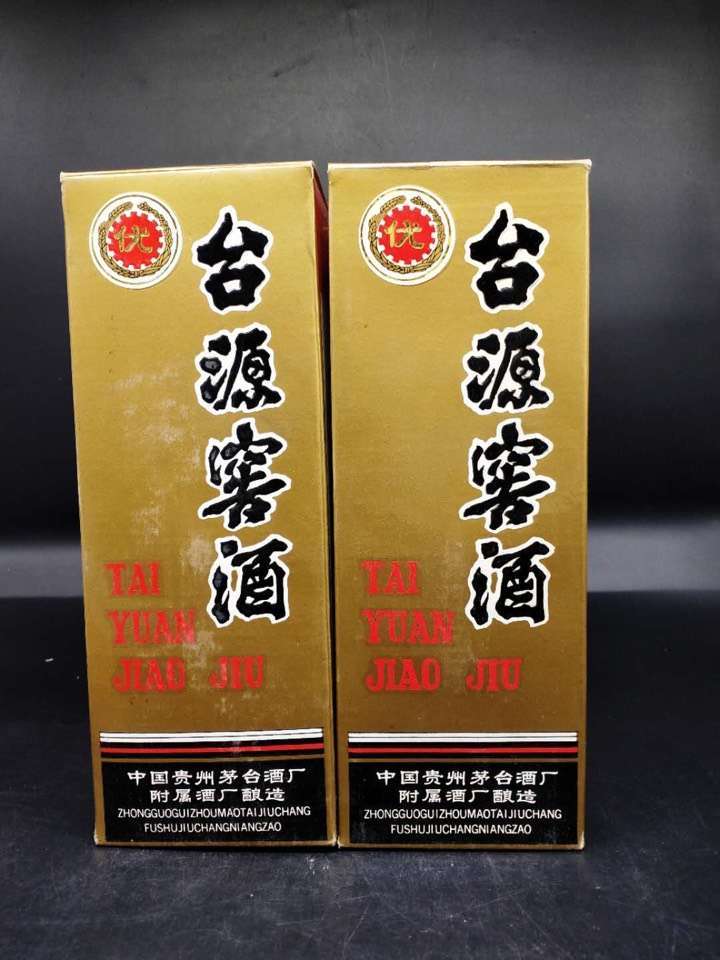 优
台源窖酒
TAI
YUAN
JIAO JIU
中国贵州茅台酒厂
附属酒厂酿造
ZHONGGUOGUIZHOUMAOTAIJIUCHANG
FUSHUJIUCHANGNIANGZAO
优
台源窖酒
TAI
YUAN
JIAO JIU
中国贵州茅台酒厂
附属酒厂酿造
ZHONGGUOGUIZHOUMAOTAIJIUCHANG
FUSHUJIUCHANGNIANGZAO